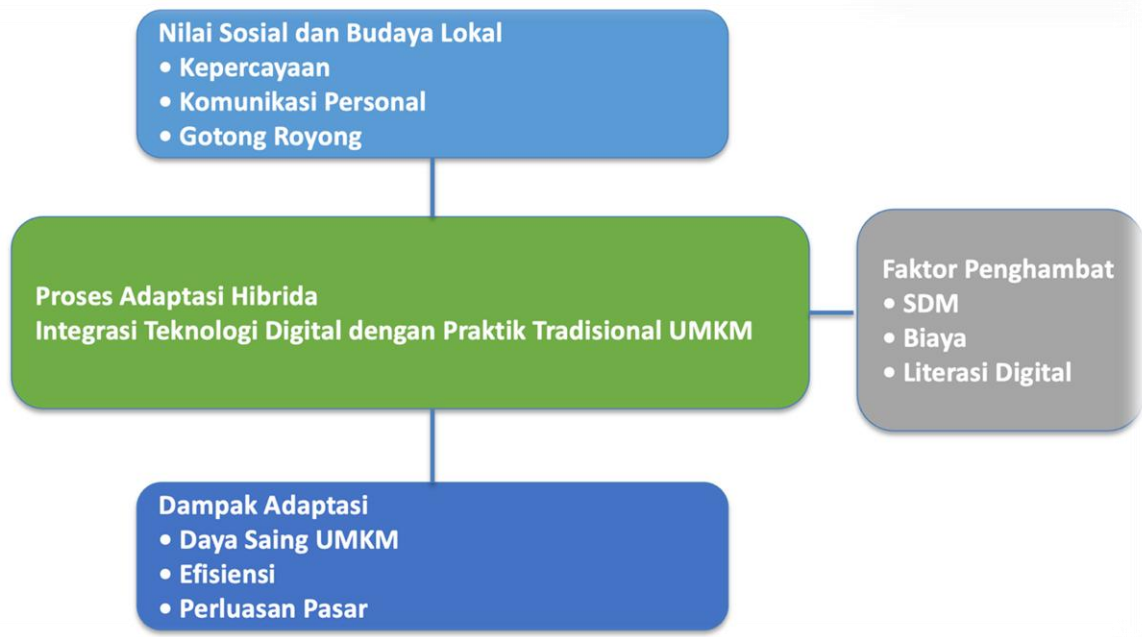 Nilai Sosial dan Budaya Lokal
• Kepercayaan
• Komunikasi Personal
• Gotong Royong
Proses Adaptasi Hibrida
Integrasi Teknologi Digital dengan Praktik Tradisional UMKM
Faktor Penghambat
• SDM
• Biaya
• Literasi Digital
Dampak Adaptasi
• Daya Saing UMKM
• Efisiensi
• Perluasan Pasar